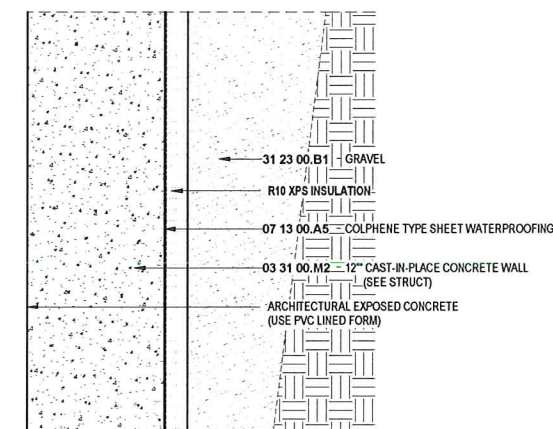 31 23 00.B1 - GRAVEL
R10 XPS INSULATION
07 13 00.A5 - COLPHENE TYPE SHEET WATERPROOFING
03 31 00.M2 - 12" CAST-IN-PLACE CONCRETE WALL
(SEE STRUCT)
ARCHITECTURAL EXPOSED CONCRETE
(USE PVC LINED FORM)